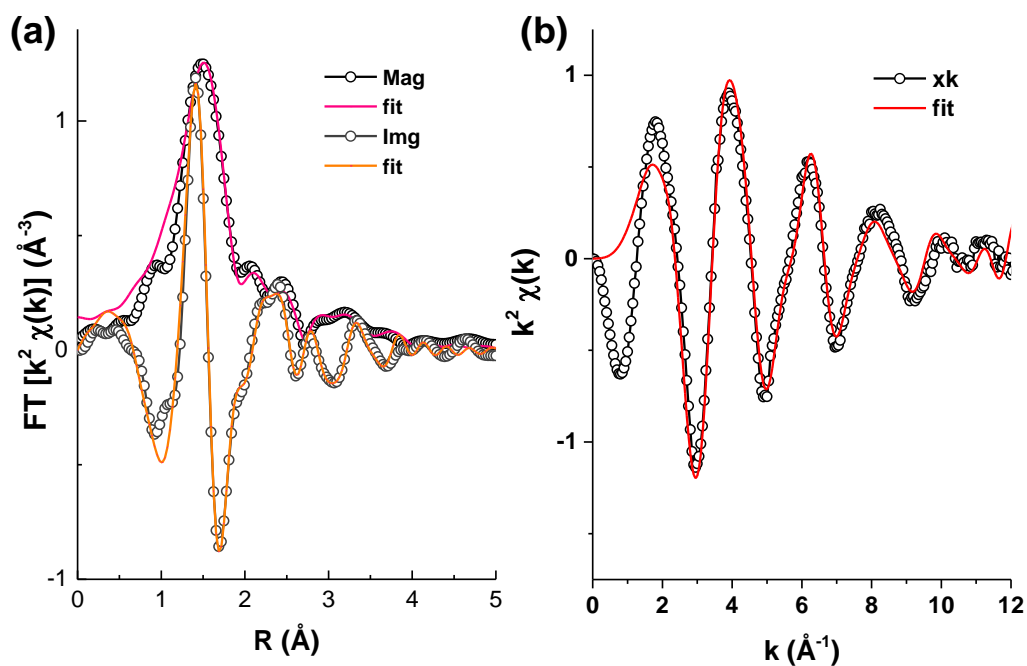 (a)
FT [k² χ(k)] (Å⁻³)
1
0
-1
0
1
2
3
4
5
R (Å)
Mag
fit
Img
fit
(b)
k² χ(k)
1
0
-1
0
2
4
6
8
10
12
k (Å⁻¹)
xk
fit